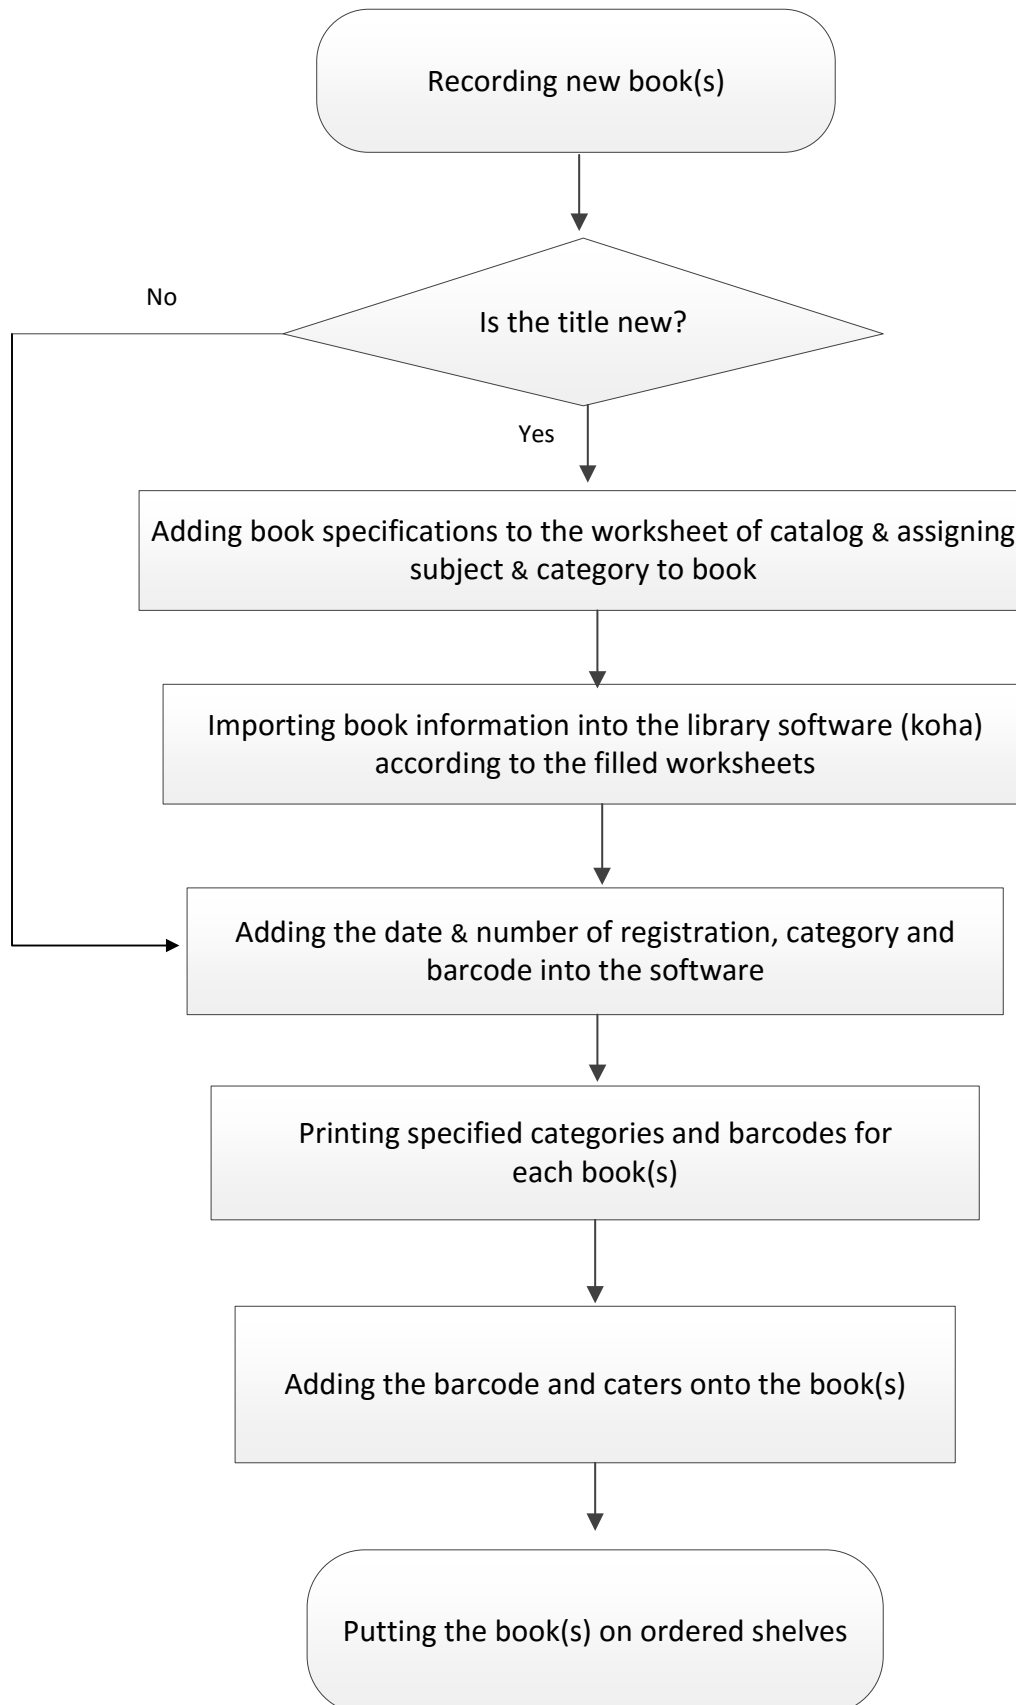 Recording new book(s)
No
Is the title new?
Yes
Adding book specifications to the worksheet of catalog & assigning
subject & category to book
Importing book information into the library software (koha)
according to the filled worksheets
Adding the date & number of registration, category and
barcode into the software
Printing specified categories and barcodes for
each book(s)
Adding the barcode and caters onto the book(s)
Putting the book(s) on ordered shelves